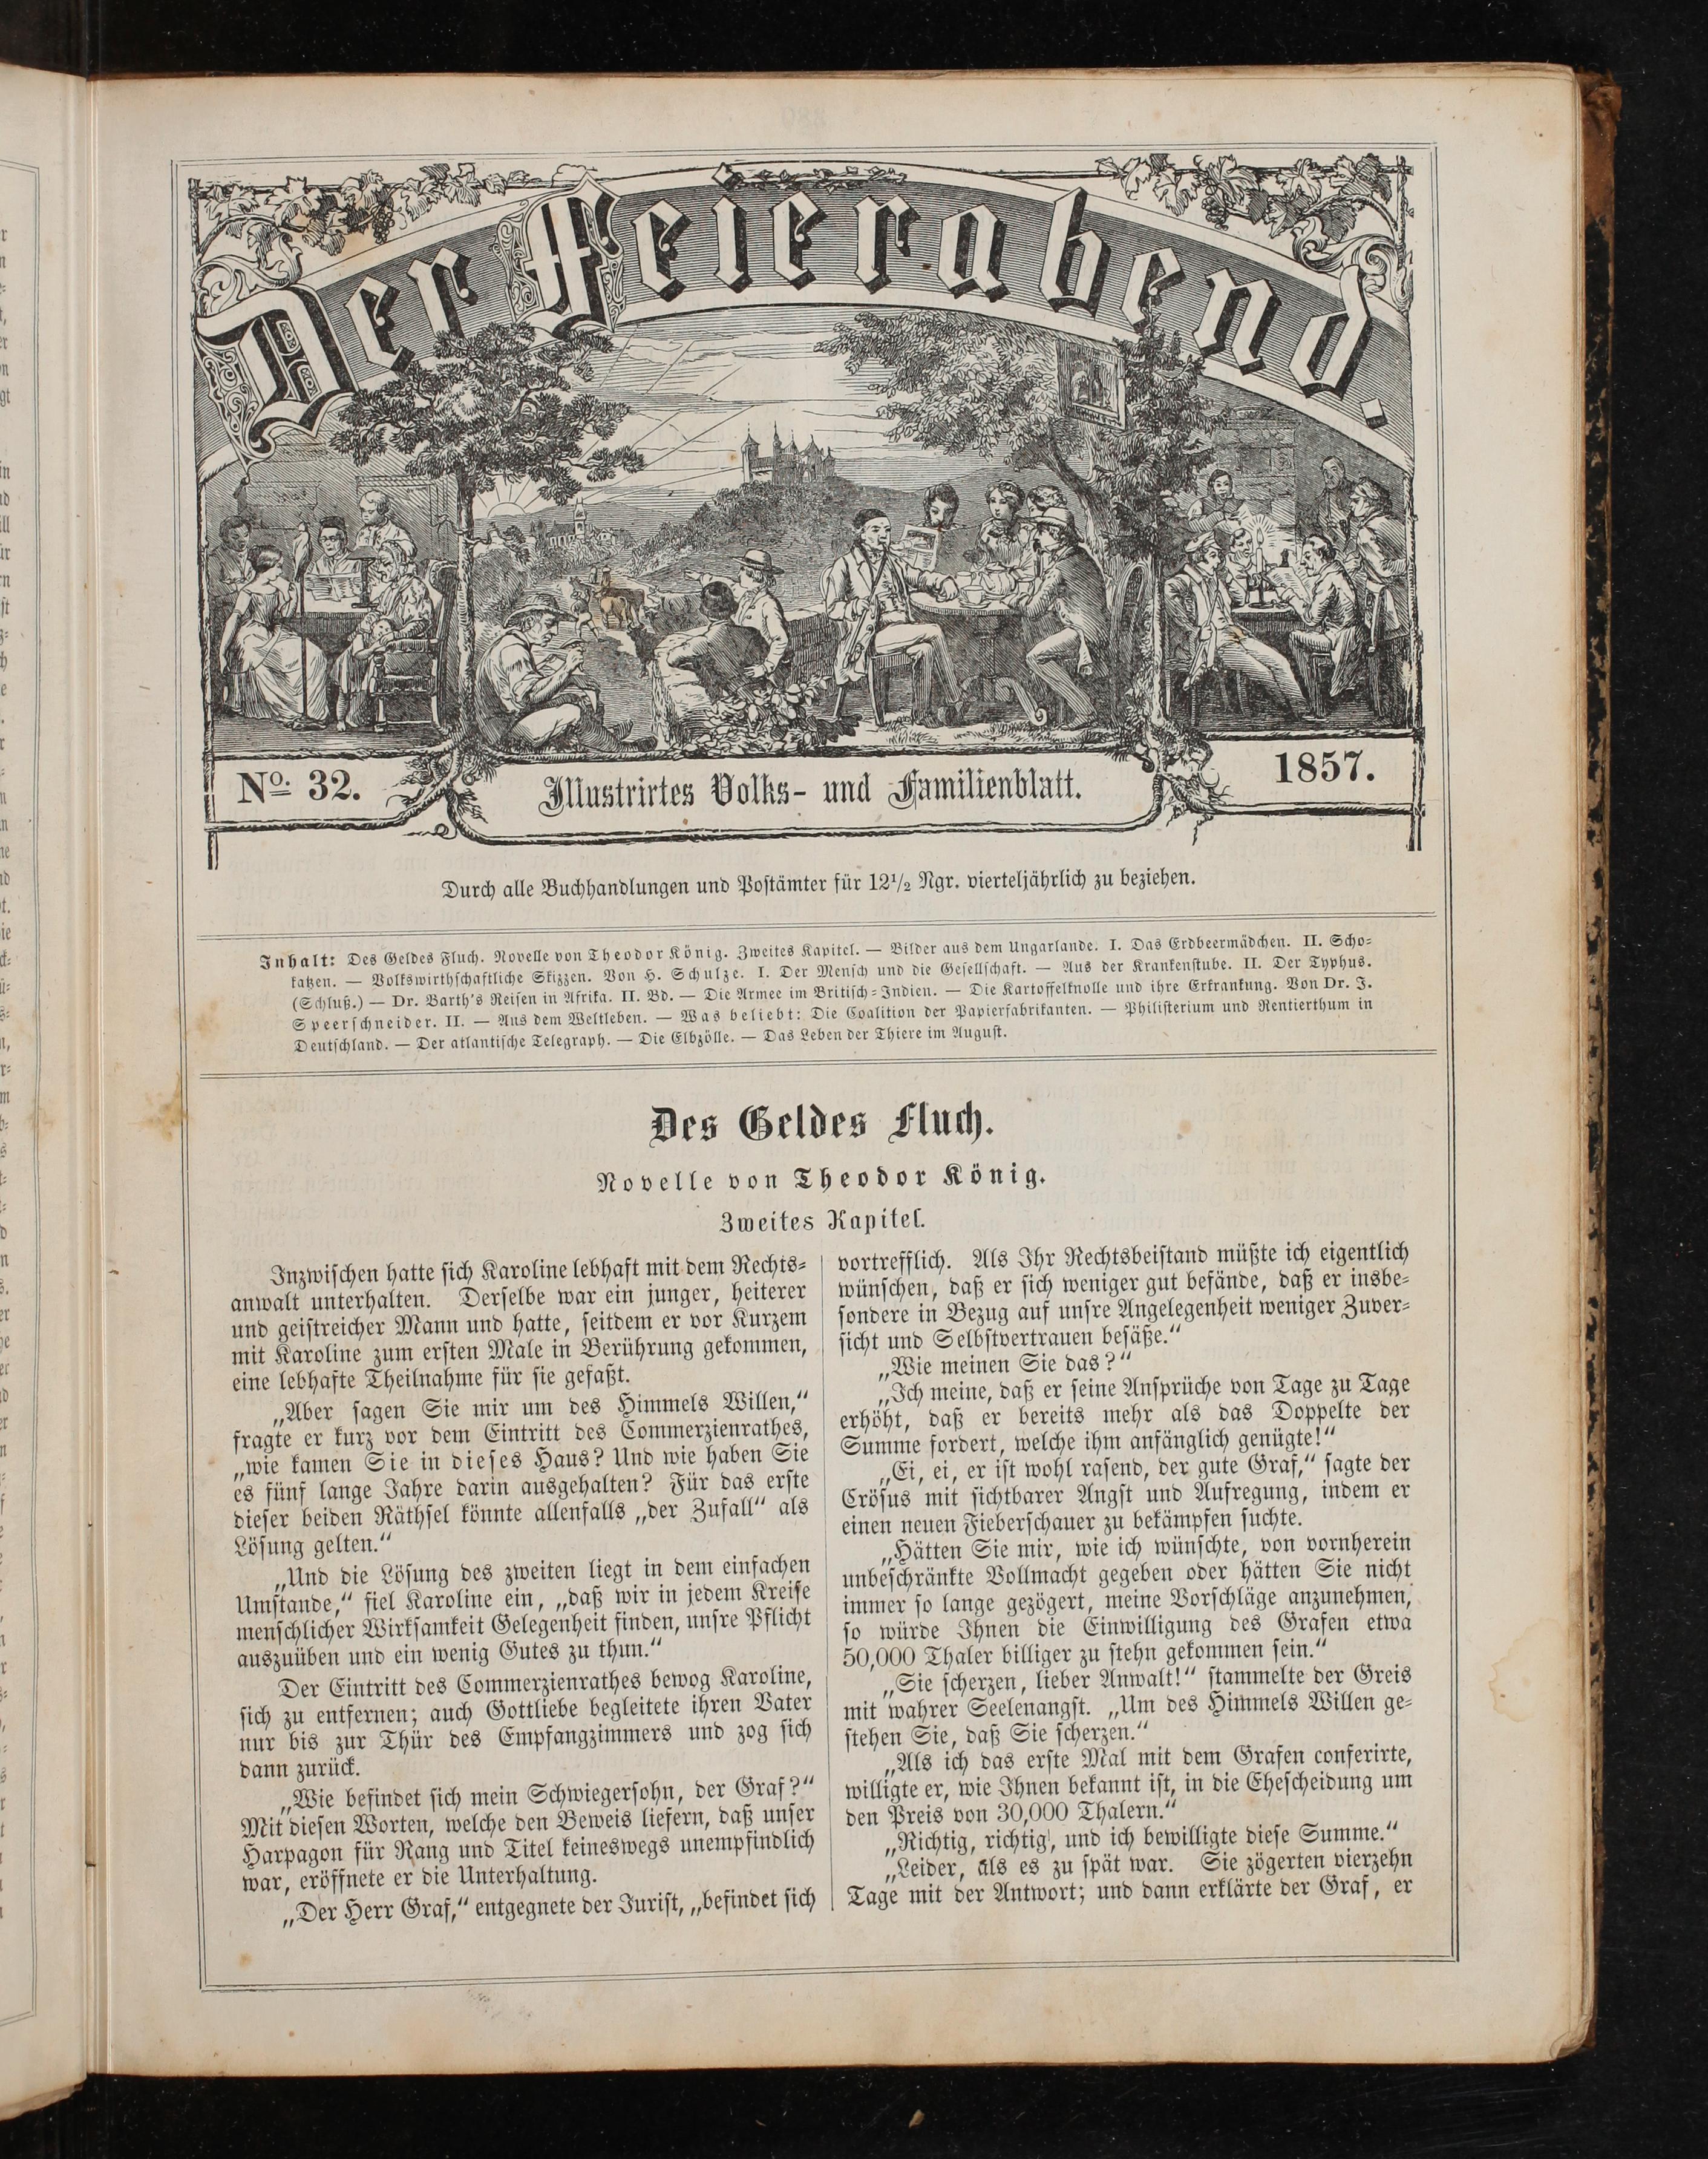 Der Feierabend.
No. 32.
Illustrirtes Volks- und Familienblatt.
1857.
Durch alle Buchhandlungen und Postämter für 12½ Ngr. vierteljährlich zu beziehen.
Inhalt: Des Geldes Fluch. Novelle von Theodor König. Zweites Kapitel. — Bilder aus dem Ungarlande. I. Das Erdbeermädchen. II. Scho-
katzen. — Volkswirthschaftliche Skizzen. Von H. Schulze. I. Der Mensch und die Gesellschaft. — Aus der Krankenstube. II. Der Typhus.
(Schluß.) — Dr. Barth's Reisen in Afrika. II. Bd. — Die Armee im Britisch-Indien. — Die Kartoffelknolle und ihre Erkrankung. Von Dr. J.
Speerschneider. II. — Aus dem Weltleben. — Was beliebt: Die Coalition der Papierfabrikanten. — Philisterium und Rentierthum in
Deutschland. — Der atlantische Telegraph. — Die Elbzölle. — Das Leben der Thiere im August.
Des Geldes Fluch.
Novelle von Theodor König.
Zweites Kapitel.
Inzwischen hatte sich Karoline lebhaft mit dem Rechts-
anwalt unterhalten. Derselbe war ein junger, heiterer
und geistreicher Mann und hatte, seitdem er vor Kurzem
mit Karoline zum ersten Male in Berührung gekommen,
eine lebhafte Theilnahme für sie gefaßt.
„Aber sagen Sie mir um des Himmels Willen,“
fragte er kurz vor dem Eintritt des Commerzienrathes,
„wie kamen Sie in dieses Haus? Und wie haben Sie
es fünf lange Jahre darin ausgehalten? Für das erste
dieser beiden Räthsel könnte allenfalls „der Zufall“ als
Lösung gelten.“
„Und die Lösung des zweiten liegt in dem einfachen
Umstande,“ fiel Karoline ein, „daß wir in jedem Kreise
menschlicher Wirksamkeit Gelegenheit finden, unsre Pflicht
auszuüben und ein wenig Gutes zu thun.“
Der Eintritt des Commerzienrathes bewog Karoline,
sich zu entfernen; auch Gottliebe begleitete ihren Vater
nur bis zur Thür des Empfangzimmers und zog sich
dann zurück.
„Wie befindet sich mein Schwiegersohn, der Graf?“
Mit diesen Worten, welche den Beweis liefern, daß unser
Harpagon für Rang und Titel keineswegs unempfindlich
war, eröffnete er die Unterhaltung.
„Der Herr Graf,“ entgegnete der Jurist, „befindet sich
vortrefflich. Als Ihr Rechtsbeistand müßte ich eigentlich
wünschen, daß er sich weniger gut befände, daß er insbe-
sondere in Bezug auf unsre Angelegenheit weniger Zuver-
sicht und Selbstvertrauen besäße.“
„Wie meinen Sie das?“
„Ich meine, daß er seine Ansprüche von Tage zu Tage
erhöht, daß er bereits mehr als das Doppelte der
Summe fordert, welche ihm anfänglich genügte!“
„Ei, ei, er ist wohl rasend, der gute Graf,“ sagte der
Crösus mit sichtbarer Angst und Aufregung, indem er
einen neuen Fieberschauer zu bekämpfen suchte.
„Hätten Sie mir, wie ich wünschte, von vornherein
unbeschränkte Vollmacht gegeben oder hätten Sie nicht
immer so lange gezögert, meine Vorschläge anzunehmen,
so würde Ihnen die Einwilligung des Grafen etwa
50,000 Thaler billiger zu stehn gekommen sein.“
„Sie scherzen, lieber Anwalt!“ stammelte der Greis
mit wahrer Seelenangst. „Um des Himmels Willen ge-
stehen Sie, daß Sie scherzen.“
„Als ich das erste Mal mit dem Grafen conferirte,
willigte er, wie Ihnen bekannt ist, in die Ehescheidung um
den Preis von 30,000 Thalern.“
„Richtig, richtig, und ich bewilligte diese Summe.“
„Leider, als es zu spät war. Sie zögerten vierzehn
Tage mit der Antwort; und dann erklärte der Graf, er